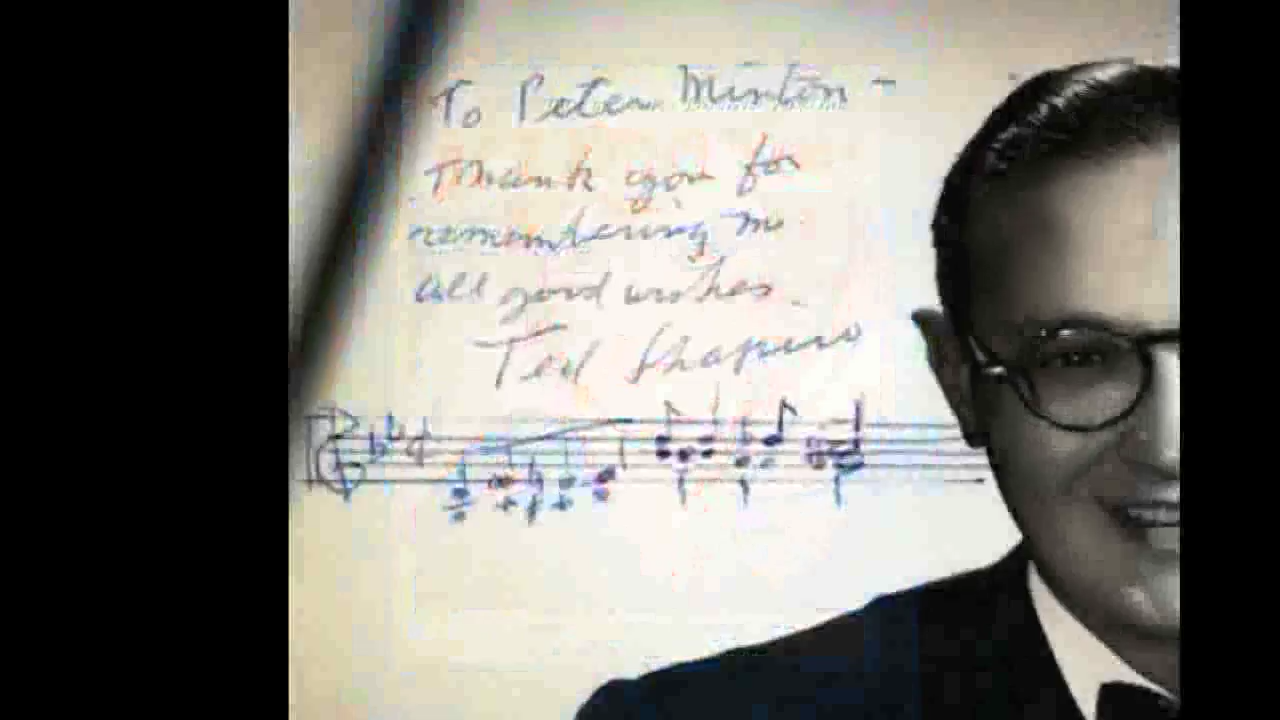 To Peter Minton -
Thank you for
remembering me
all good wishes.
Ted Shapiro